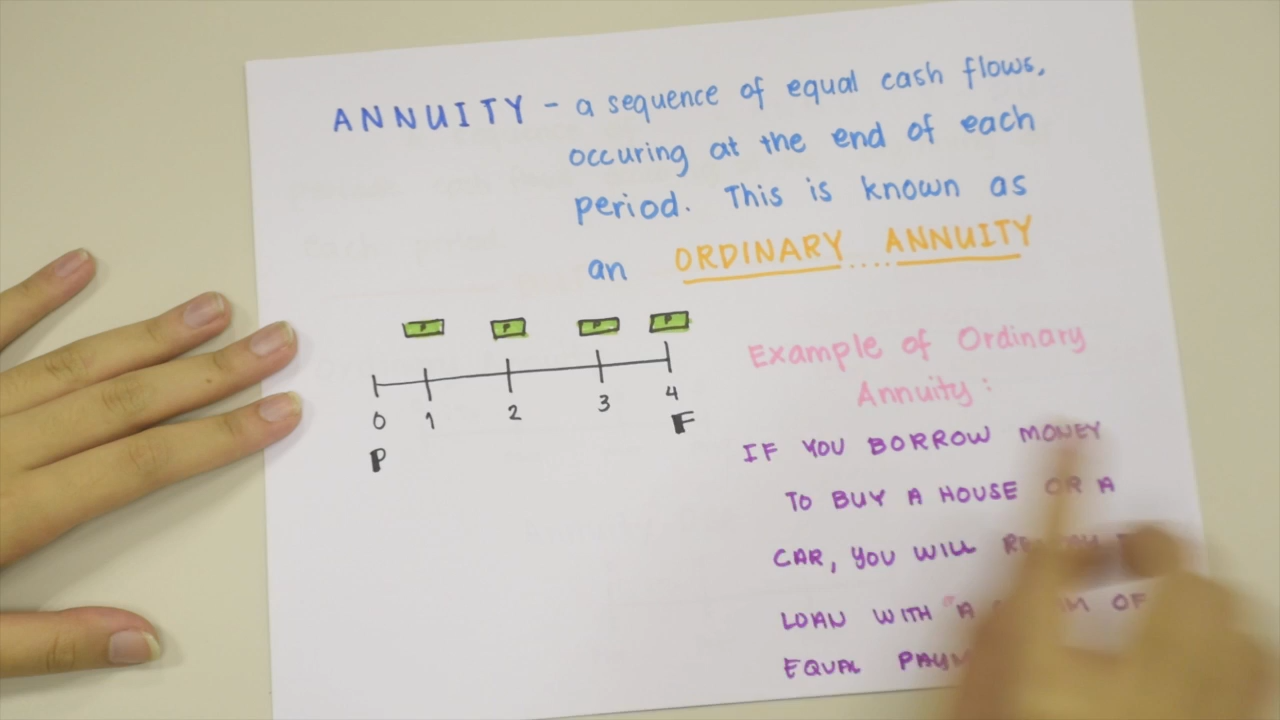 ANNUITY - a sequence of equal cash flows,
occuring at the end of each
period. This is known as
an ORDINARY ANNUITY
P P P P
0 1 2 3 4
P F
Example of Ordinary
Annuity:
IF YOU BORROW MONEY
TO BUY A HOUSE OR A
CAR, YOU WILL
LOAN WITH A OF
EQUAL